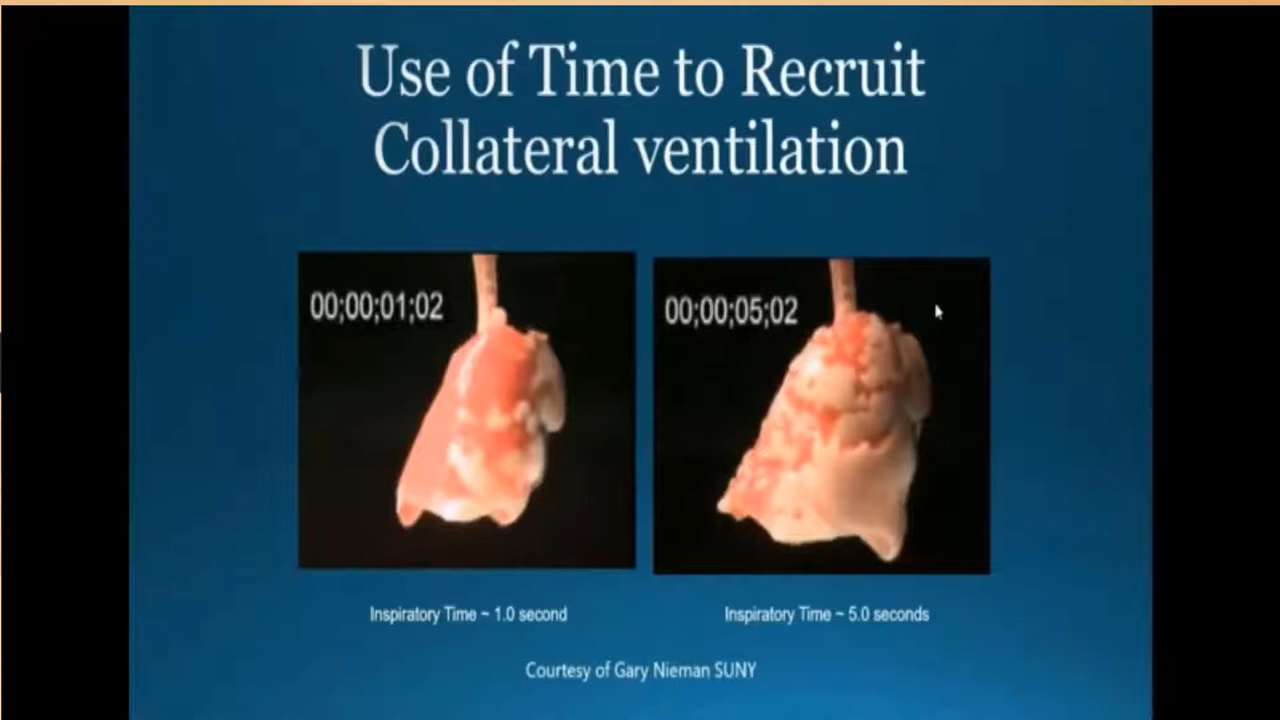 Use of Time to Recruit
Collateral ventilation
00;00;01;02
00;00;05;02
Inspiratory Time ~ 1.0 second
Inspiratory Time ~ 5.0 seconds
Courtesy of Gary Nieman SUNY